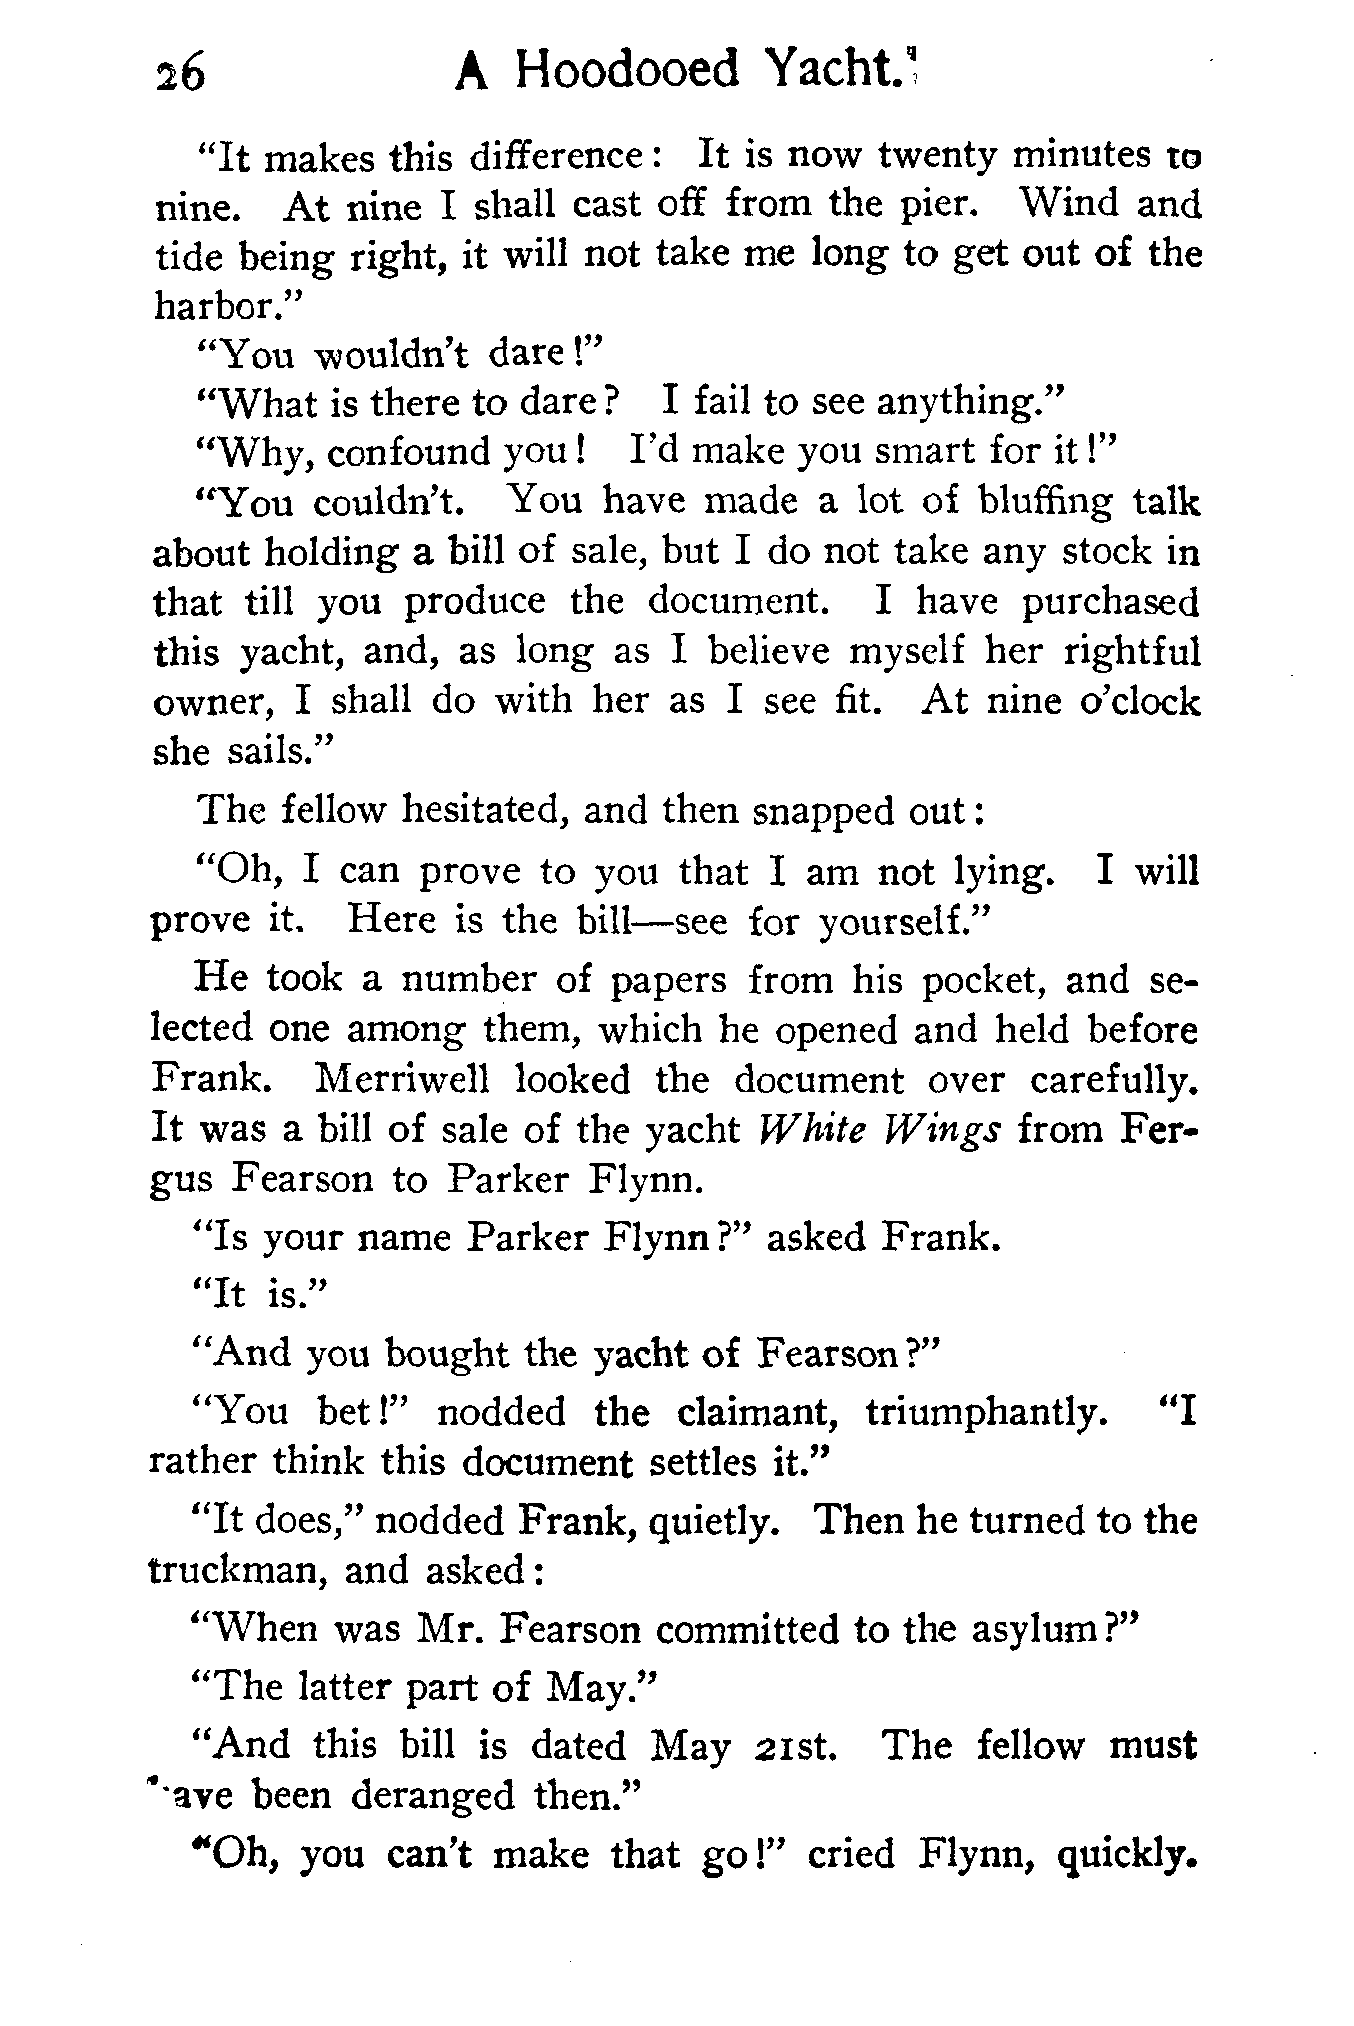 26 A Hoodooed Yacht.
“It makes this difference: It is now twenty minutes to
nine. At nine I shall cast off from the pier. Wind and
tide being right, it will not take me long to get out of the
harbor.”
“You wouldn’t dare!”
“What is there to dare? I fail to see anything.”
“Why, confound you! I’d make you smart for it!”
“You couldn’t. You have made a lot of bluffing talk
about holding a bill of sale, but I do not take any stock in
that till you produce the document. I have purchased
this yacht, and, as long as I believe myself her rightful
owner, I shall do with her as I see fit. At nine o’clock
she sails.”
The fellow hesitated, and then snapped out:
“Oh, I can prove to you that I am not lying. I will
prove it. Here is the bill—see for yourself.”
He took a number of papers from his pocket, and se-
lected one among them, which he opened and held before
Frank. Merriwell looked the document over carefully.
It was a bill of sale of the yacht White Wings from Fer-
gus Fearson to Parker Flynn.
“Is your name Parker Flynn?” asked Frank.
“It is.”
“And you bought the yacht of Fearson?”
“You bet!” nodded the claimant, triumphantly. “I
rather think this document settles it.”
“It does,” nodded Frank, quietly. Then he turned to the
truckman, and asked:
“When was Mr. Fearson committed to the asylum?”
“The latter part of May.”
“And this bill is dated May 21st. The fellow must
ave been deranged then.”
“Oh, you can’t make that go!” cried Flynn, quickly.